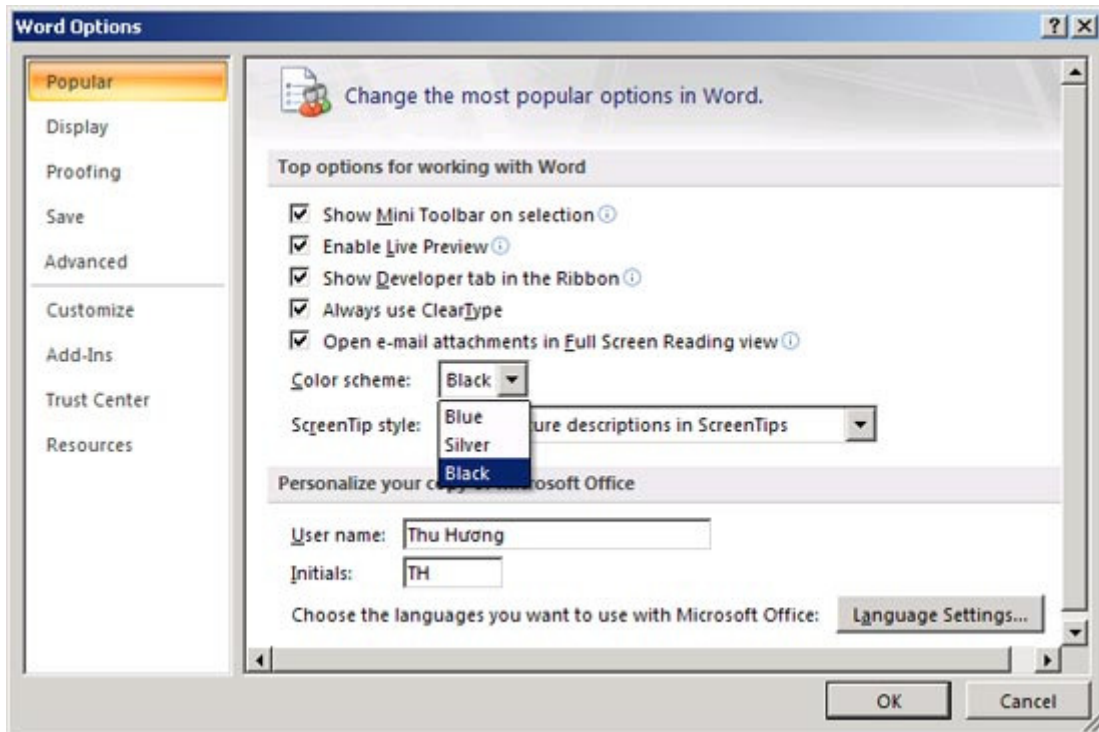 Word Options
Popular
Display
Proofing
Save
Advanced
Customize
Add-Ins
Trust Center
Resources
Change the most popular options in Word.
Top options for working with Word
Show Mini Toolbar on selection
Enable Live Preview
Show Developer tab in the Ribbon
Always use ClearType
Open e-mail attachments in Full Screen Reading view
Color scheme: Black
Blue
Silver
Black
ScreenTip style: descriptions in ScreenTips
Personalize your Microsoft Office
User name: Thu Hương
Initials: TH
Choose the languages you want to use with Microsoft Office: Language Settings...
OK Cancel